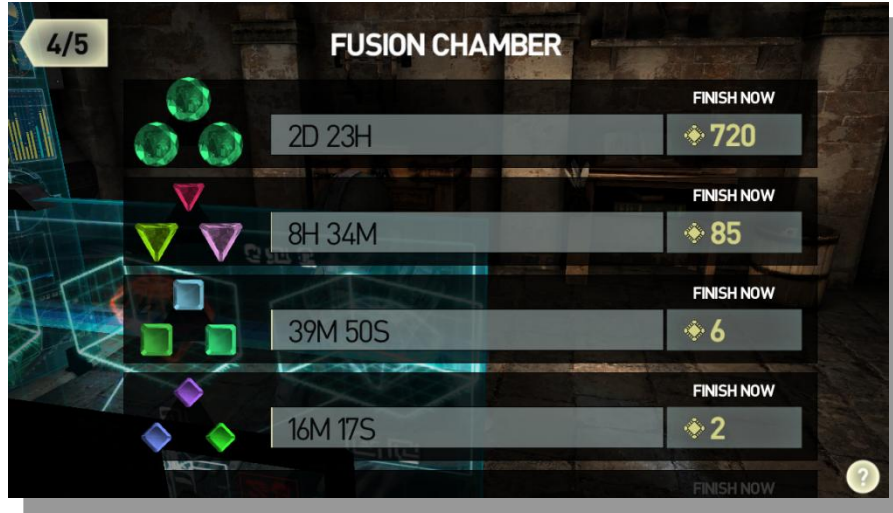 4/5
FUSION CHAMBER
FINISH NOW
2D 23H
720
FINISH NOW
8H 34M
85
FINISH NOW
39M 50S
6
FINISH NOW
16M 17S
2
?
FINISH NOW